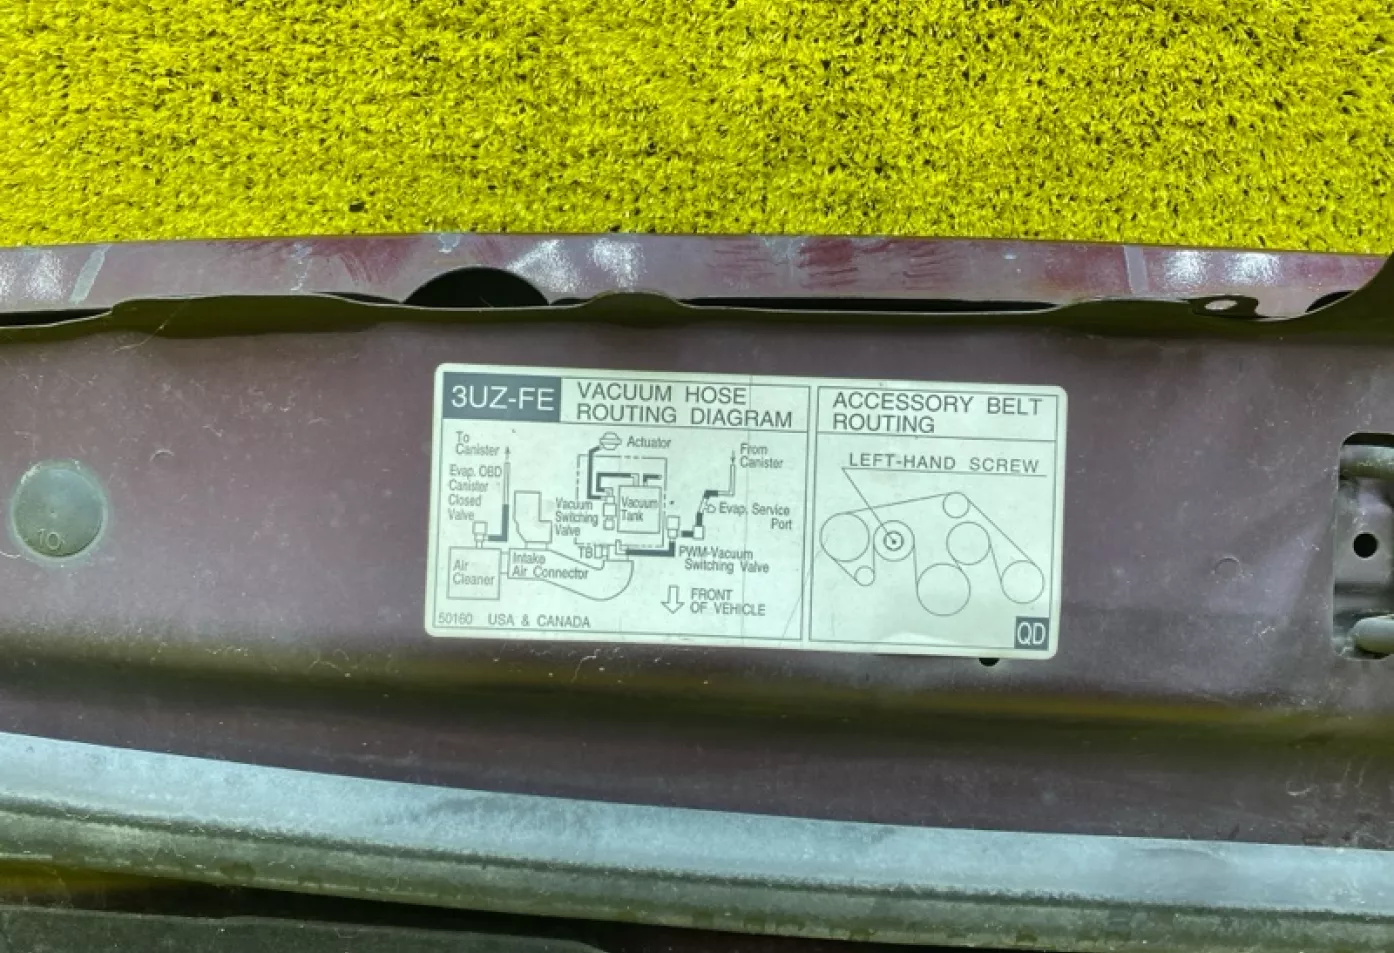 3UZ-FE
VACUUM HOSE
ROUTING DIAGRAM
To
Canister
Evap. OBD
Canister
Closed
Valve
Actuator
From
Canister
Vacuum
Switching
Valve
Vacuum
Tank
Evap. Service
Port
TB
Intake
Air Connector
PWM-Vacuum
Switching Valve
Air
Cleaner
FRONT
OF VEHICLE
50160 USA & CANADA
ACCESSORY BELT
ROUTING
LEFT-HAND SCREW
QD
10